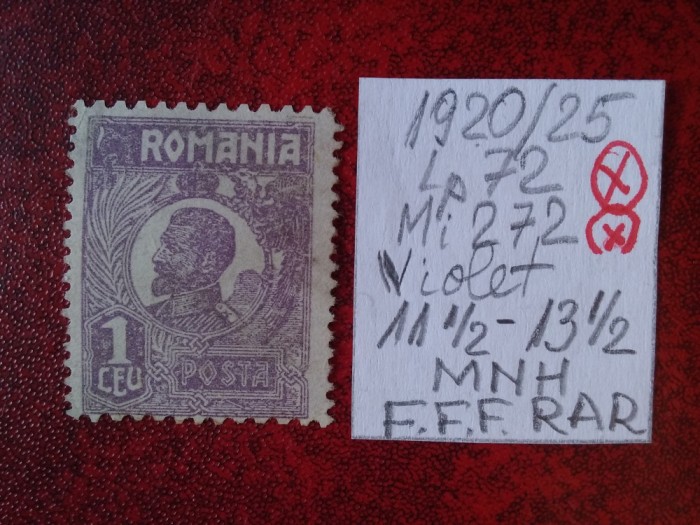 ROMANIA
1
LEU
POSTA
1920/25
Lp 72
Mi 272
Violet
11 1/2 - 13 1/2
MNH
F.F.F. RAR